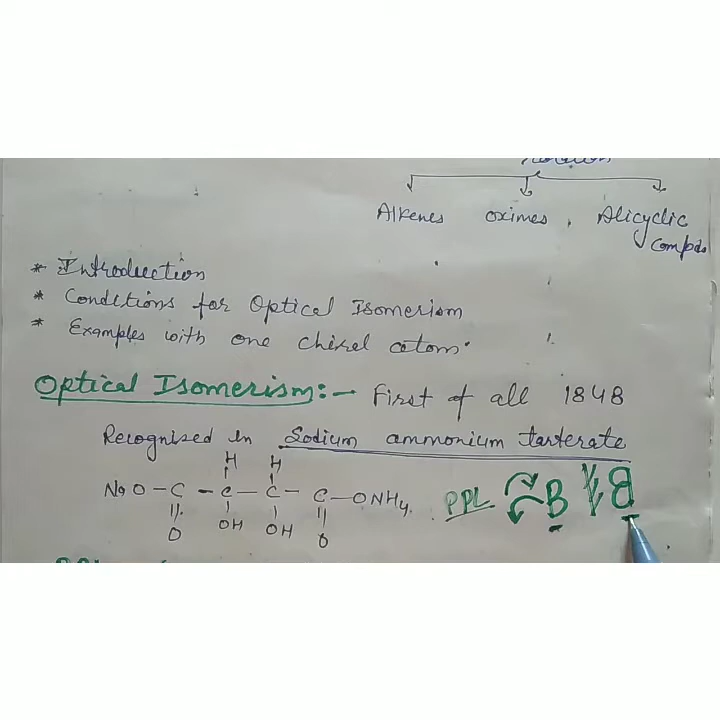 Alkenes oximes, Alicyclic
Compds
* Introduction
* Conditions for Optical Isomerism
* Examples with one chirel atom.
Optical Isomerism:- First of all 1848
Recognised in Sodium ammonium tarterate
H H
NaO-C-C-C-C-ONH4. PPL B B
O OH OH O